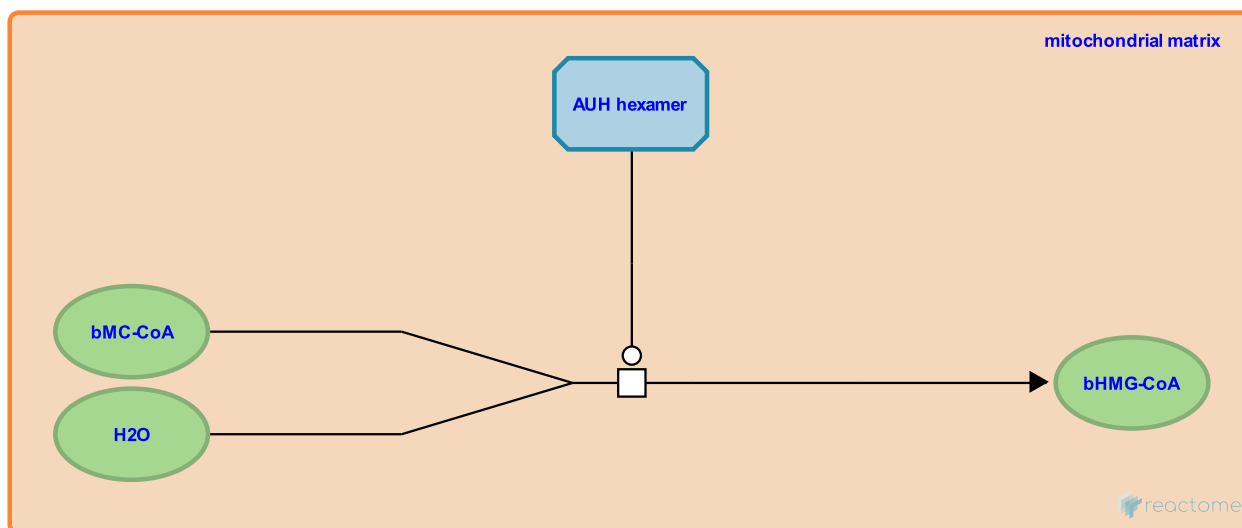 mitochondrial matrix
AUH hexamer
bMC-CoA
bHMG-CoA
H2O
reactome